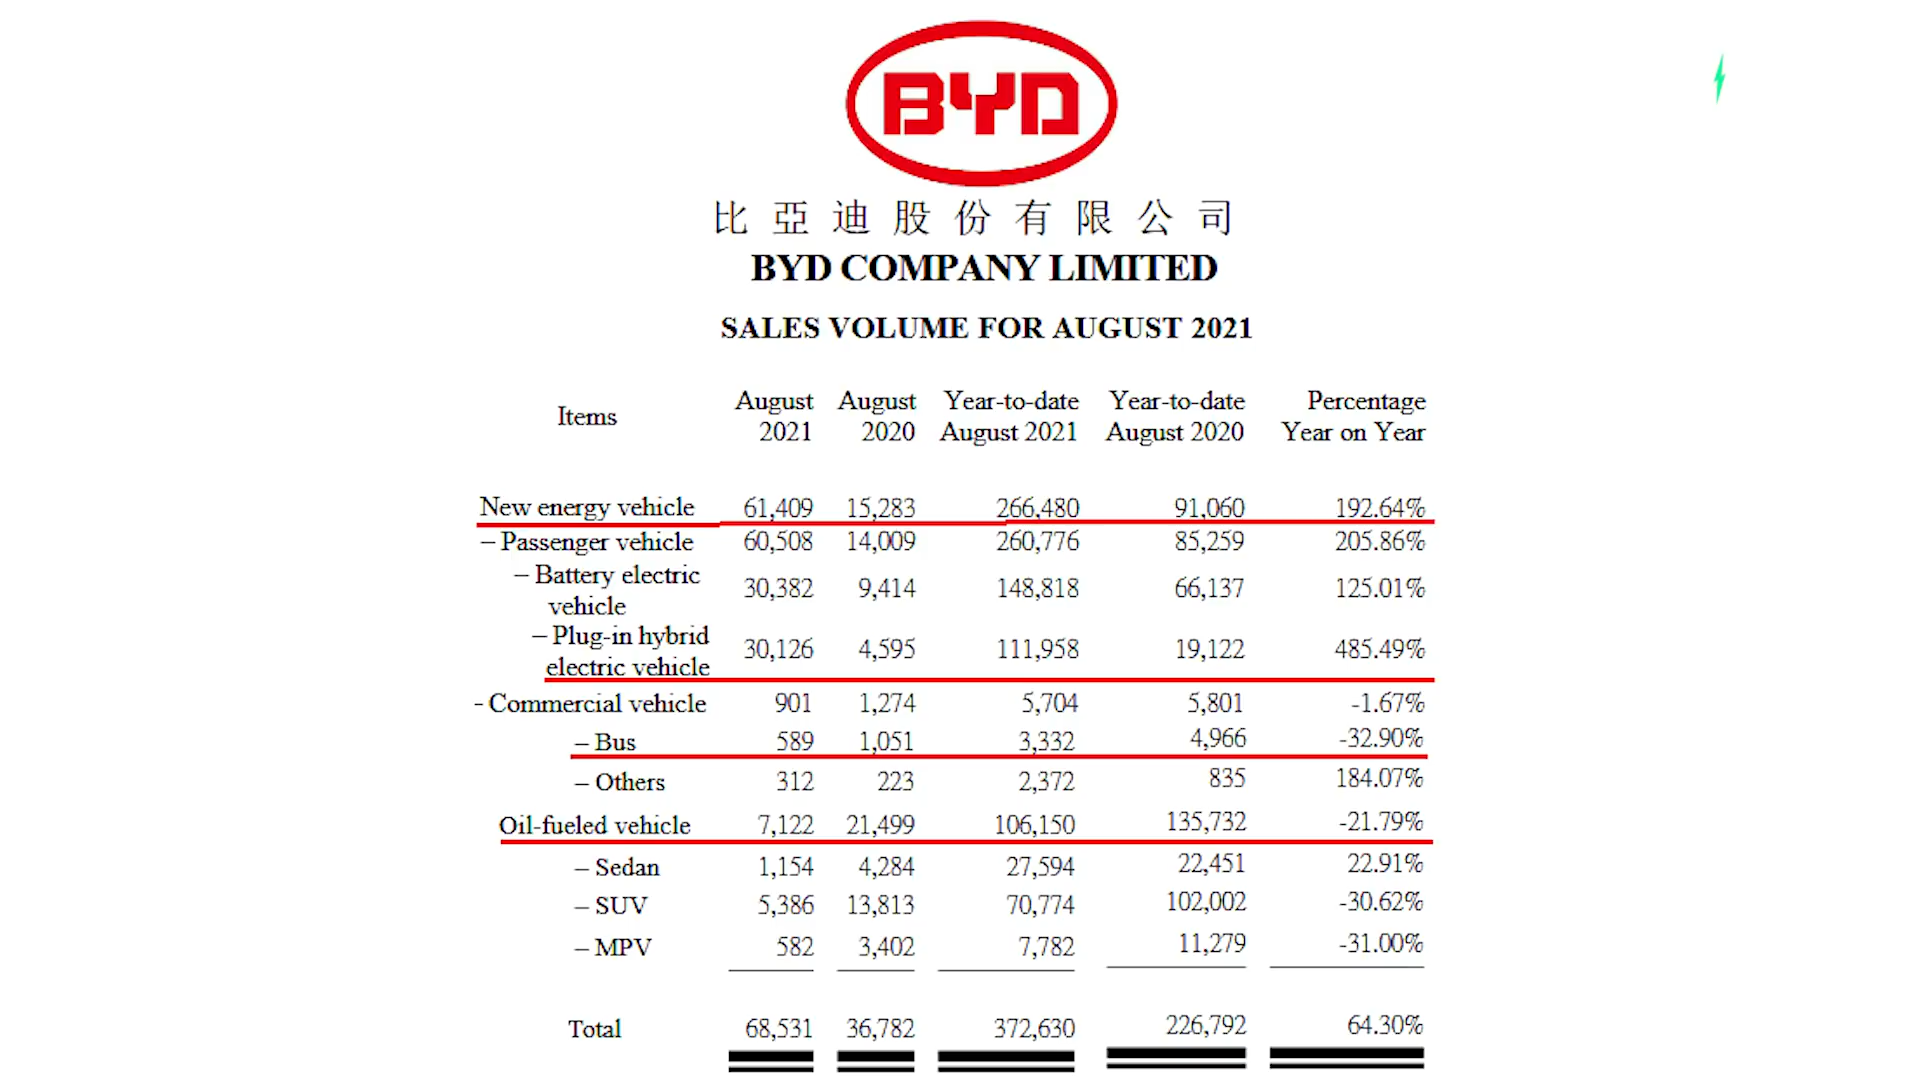 BYD
比亞迪股份有限公司
BYD COMPANY LIMITED
SALES VOLUME FOR AUGUST 2021
Items August 2021 August 2020 Year-to-date August 2021 Year-to-date August 2020 Percentage Year on Year
New energy vehicle 61,409 15,283 266,480 91,060 192.64%
– Passenger vehicle 60,508 14,009 260,776 85,259 205.86%
– Battery electric vehicle 30,382 9,414 148,818 66,137 125.01%
– Plug-in hybrid electric vehicle 30,126 4,595 111,958 19,122 485.49%
- Commercial vehicle 901 1,274 5,704 5,801 -1.67%
– Bus 589 1,051 3,332 4,966 -32.90%
– Others 312 223 2,372 835 184.07%
Oil-fueled vehicle 7,122 21,499 106,150 135,732 -21.79%
– Sedan 1,154 4,284 27,594 22,451 22.91%
– SUV 5,386 13,813 70,774 102,002 -30.62%
– MPV 582 3,402 7,782 11,279 -31.00%
Total 68,531 36,782 372,630 226,792 64.30%